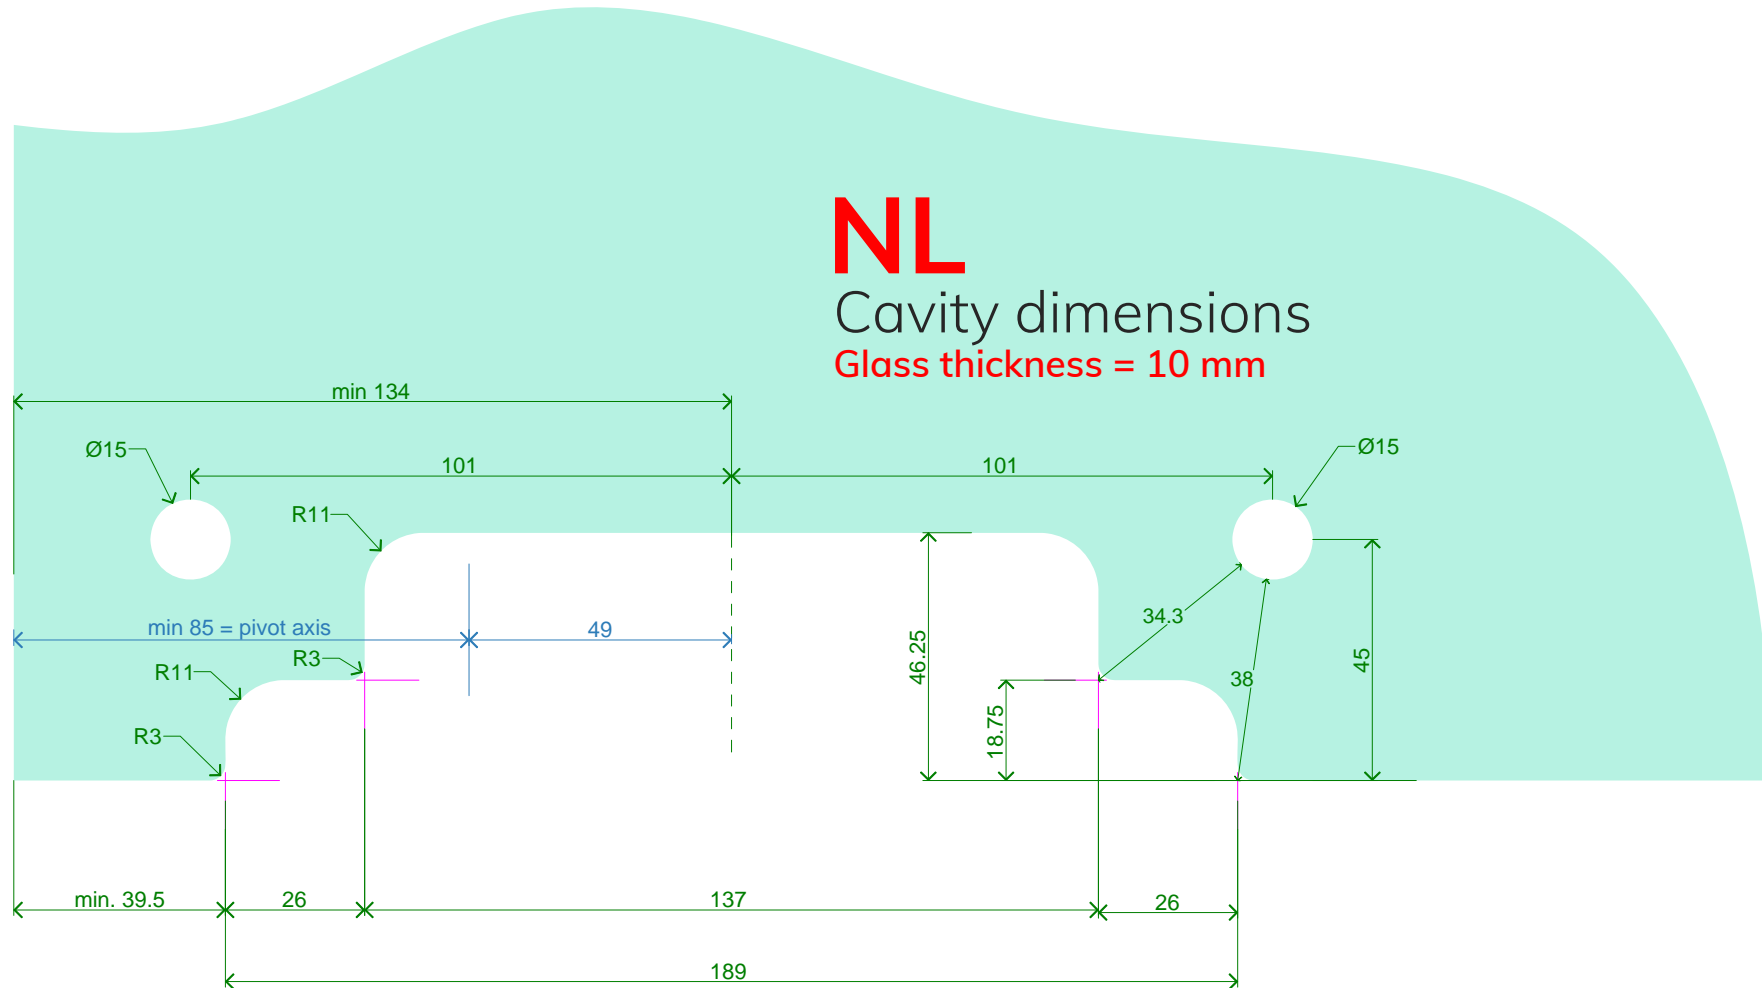 NL
Cavity dimensions
Glass thickness = 10 mm
min 134
Ø15
101
101
Ø15
R11
34.3
min 85 = pivot axis
49
46.25
45
R3
R11
38
18.75
R3
min. 39.5
26
137
26
189